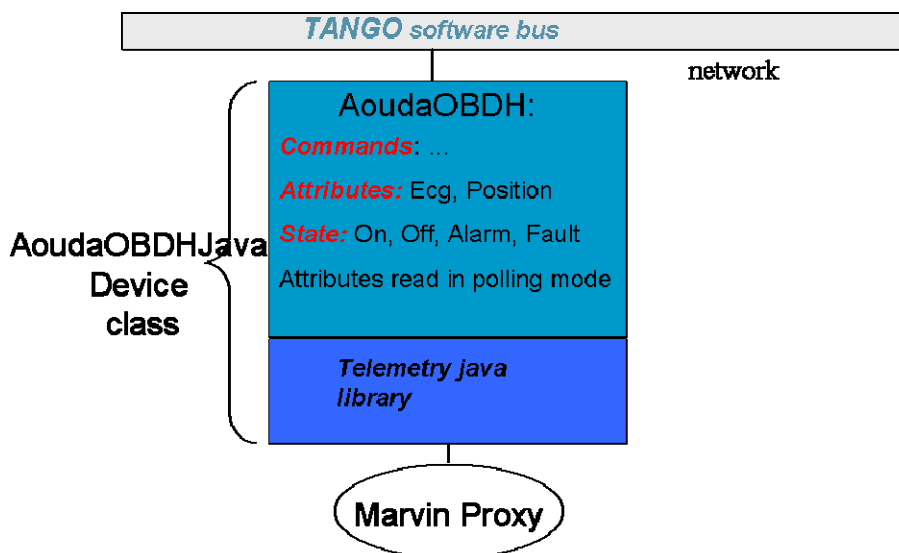 TANGO software bus
network
AoudaOBDH:
Commands: ...
Attributes: Ecg, Position
State: On, Off, Alarm, Fault
Attributes read in polling mode
AoudaOBDHJava
Device
class
Telemetry java
library
Marvin Proxy